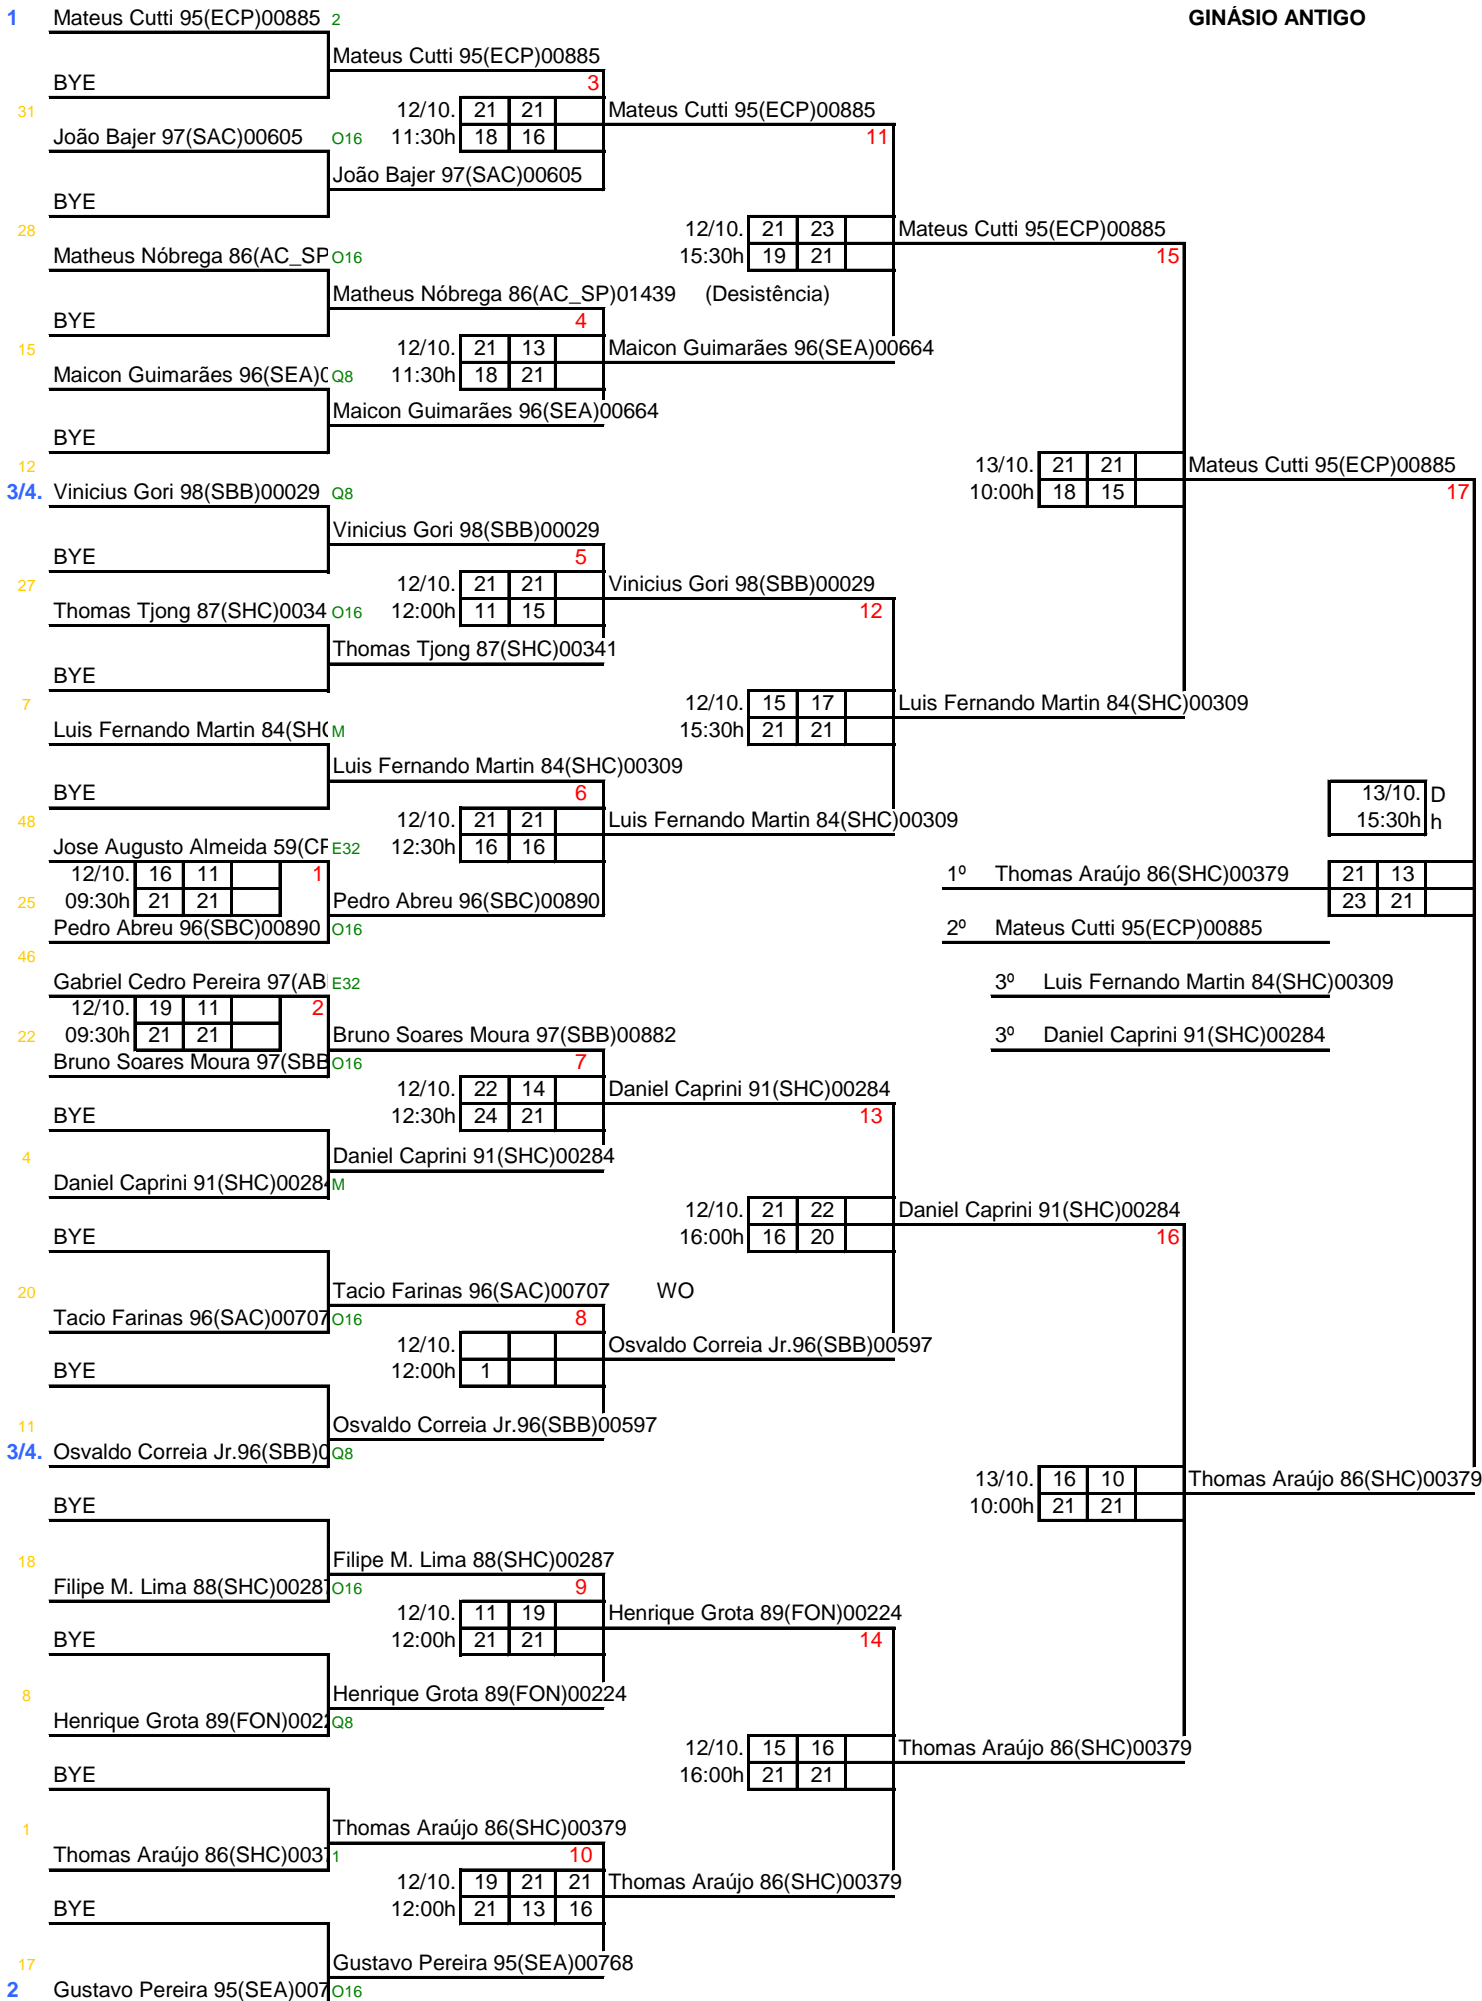 1 Mateus Cutti 95(ECP)00885 2 GINÁSIO ANTIGO
Mateus Cutti 95(ECP)00885
BYE 3
31 12/10. 21 21 Mateus Cutti 95(ECP)00885
João Bajer 97(SAC)00605 O16 11:30h 18 16 11
João Bajer 97(SAC)00605
BYE
28 12/10. 21 23 Mateus Cutti 95(ECP)00885
Matheus Nóbrega 86(AC_SP O16 15:30h 19 21 15
Matheus Nóbrega 86(AC_SP)01439 (Desistência)
BYE 4
15 12/10. 21 13 Maicon Guimarães 96(SEA)00664
Maicon Guimarães 96(SEA)0 Q8 11:30h 18 21
Maicon Guimarães 96(SEA)00664
BYE
12 13/10. 21 21 Mateus Cutti 95(ECP)00885
3/4. Vinicius Gori 98(SBB)00029 Q8 10:00h 18 15 17
Vinicius Gori 98(SBB)00029
BYE 5
27 12/10. 21 21 Vinicius Gori 98(SBB)00029
Thomas Tjong 87(SHC)0034 O16 12:00h 11 15 12
Thomas Tjong 87(SHC)00341
BYE
7 12/10. 15 17 Luis Fernando Martin 84(SHC)00309
Luis Fernando Martin 84(SHC M 15:30h 21 21
Luis Fernando Martin 84(SHC)00309
BYE 6 13/10. D
48 12/10. 21 21 Luis Fernando Martin 84(SHC)00309 15:30h h
Jose Augusto Almeida 59(CF E32 12:30h 16 16
12/10. 16 11 1 1º Thomas Araújo 86(SHC)00379 21 13
25 09:30h 21 21 Pedro Abreu 96(SBC)00890 23 21
Pedro Abreu 96(SBC)00890 O16 2º Mateus Cutti 95(ECP)00885
46
Gabriel Cedro Pereira 97(AB E32 3º Luis Fernando Martin 84(SHC)00309
12/10. 19 11 2
22 09:30h 21 21 Bruno Soares Moura 97(SBB)00882 3º Daniel Caprini 91(SHC)00284
Bruno Soares Moura 97(SBB O16 7
12/10. 22 14 Daniel Caprini 91(SHC)00284
BYE 12:30h 24 21 13
4 Daniel Caprini 91(SHC)00284
Daniel Caprini 91(SHC)00284 M
12/10. 21 22 Daniel Caprini 91(SHC)00284
BYE 16:00h 16 20 16
20 Tacio Farinas 96(SAC)00707 WO
Tacio Farinas 96(SAC)00707 O16 8
12/10. Osvaldo Correia Jr.96(SBB)00597
BYE 12:00h 1
11 Osvaldo Correia Jr.96(SBB)00597
3/4. Osvaldo Correia Jr.96(SBB)0 Q8
13/10. 16 10 Thomas Araújo 86(SHC)00379
BYE 10:00h 21 21
18 Filipe M. Lima 88(SHC)00287
Filipe M. Lima 88(SHC)00287 O16 9
12/10. 11 19 Henrique Grota 89(FON)00224
BYE 12:00h 21 21 14
8 Henrique Grota 89(FON)00224
Henrique Grota 89(FON)002 Q8
12/10. 15 16 Thomas Araújo 86(SHC)00379
BYE 16:00h 21 21
1 Thomas Araújo 86(SHC)00379
Thomas Araújo 86(SHC)0037 1 10
12/10. 19 21 21 Thomas Araújo 86(SHC)00379
BYE 12:00h 21 13 16
17 Gustavo Pereira 95(SEA)00768
2 Gustavo Pereira 95(SEA)007 O16